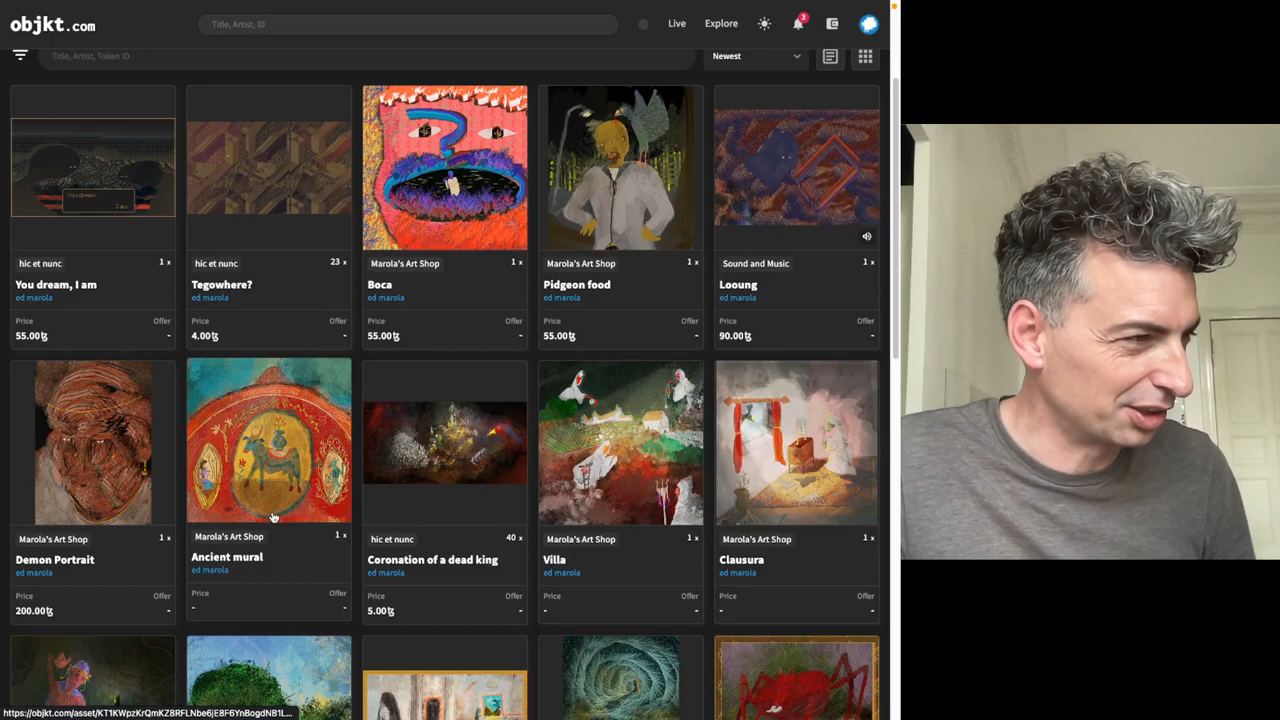 objkt.com
Title, Artist, ID
Live
Explore
3
Title, Artist, Token ID
Newest
hic et nunc 1 x
You dream, I am
ed marola
Price Offer
55.00ꜩ -
hic et nunc 23 x
Tegowhere?
ed marola
Price Offer
4.00ꜩ -
Marola's Art Shop 1 x
Boca
ed marola
Price Offer
55.00ꜩ -
Marola's Art Shop 1 x
Pidgeon food
ed marola
Price Offer
55.00ꜩ -
Sound and Music 1 x
Looung
ed marola
Price Offer
90.00ꜩ -
Marola's Art Shop 1 x
Demon Portrait
ed marola
Price Offer
200.00ꜩ -
Marola's Art Shop 1 x
Ancient mural
ed marola
Price Offer
- -
hic et nunc 40 x
Coronation of a dead king
ed marola
Price Offer
5.00ꜩ -
Marola's Art Shop 1 x
Villa
ed marola
Price Offer
- -
Marola's Art Shop 1 x
Clausura
ed marola
Price Offer
- -